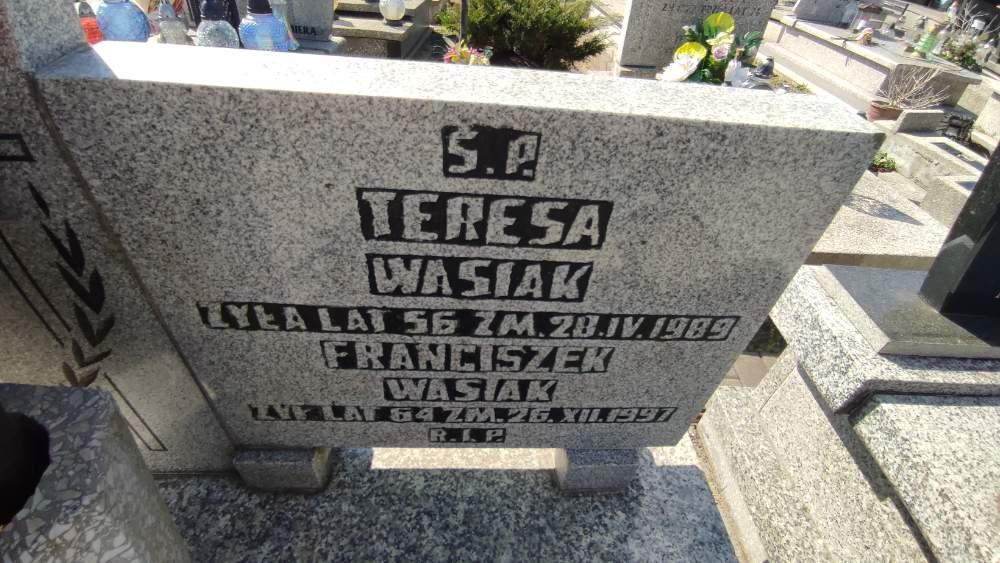 Ś.P.
TERESA
WASIAK
ŻYŁA LAT 56 ZM.28.IV.1989
FRANCISZEK
WASIAK
ŻYŁ LAT 64 ZM.26.XII.1997
R.I.P.